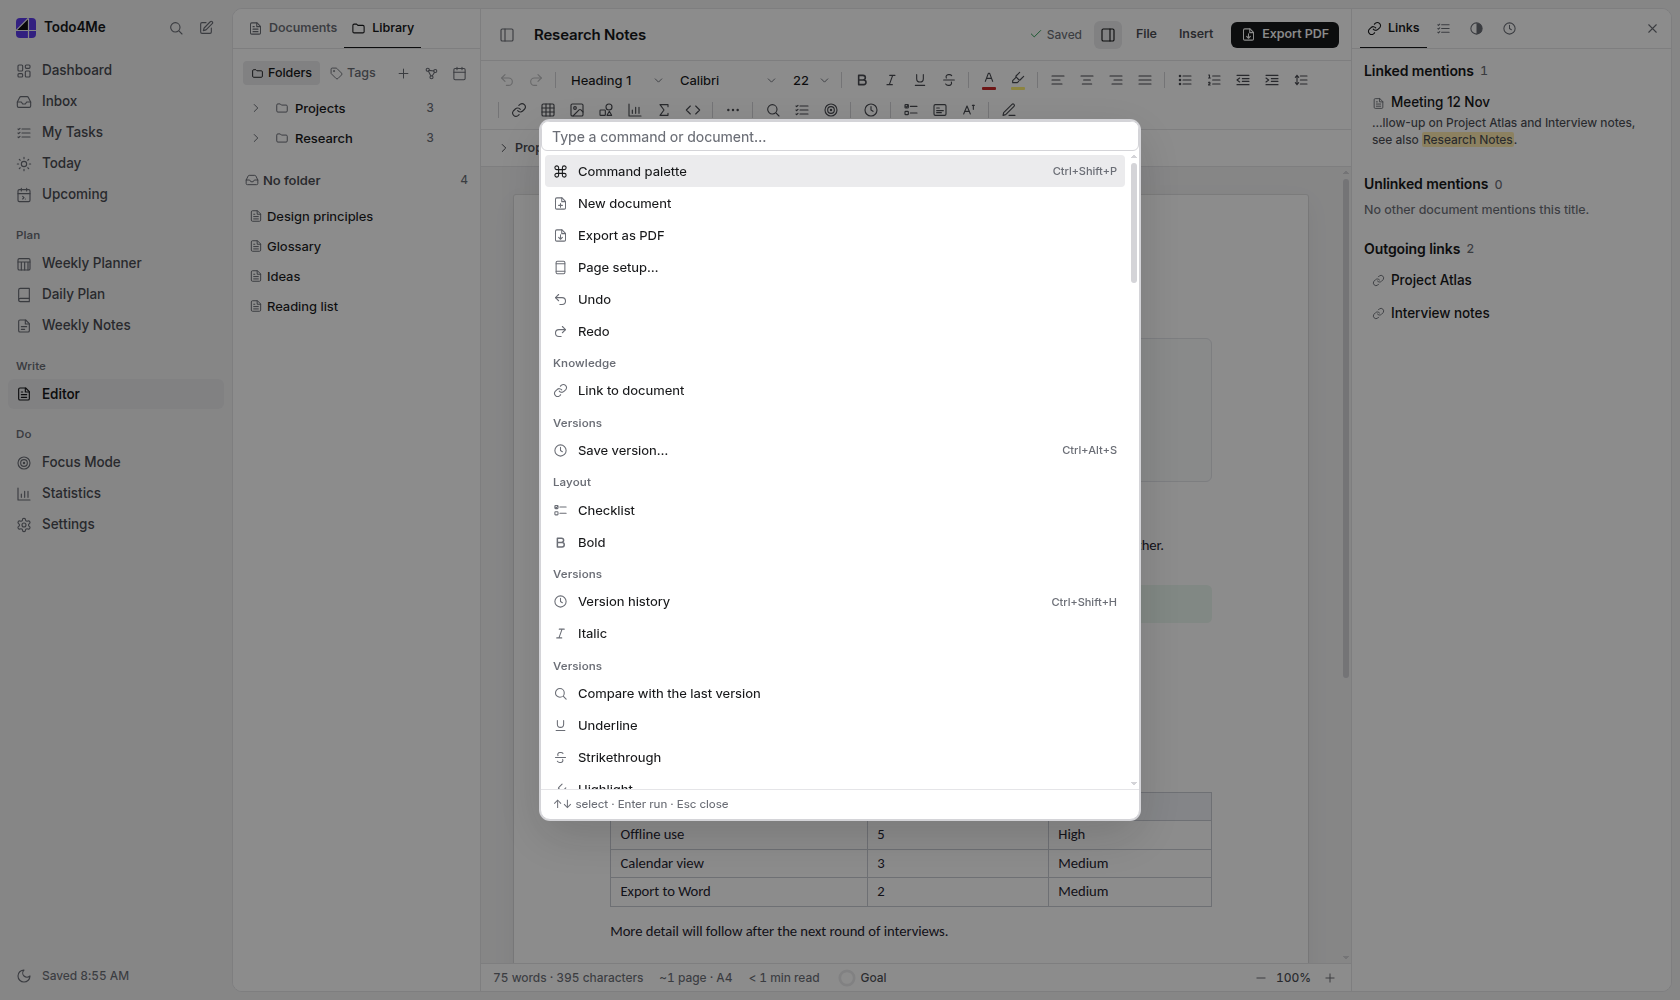 Todo4Me
Dashboard
Inbox
My Tasks
Today
Upcoming
Plan
Weekly Planner
Daily Plan
Weekly Notes
Write
Editor
Do
Focus Mode
Statistics
Settings
Saved 8:55 AM
Documents
Library
Folders
Tags
Projects 3
Research 3
No folder 4
Design principles
Glossary
Ideas
Reading list
Research Notes
Saved
File
Insert
Export PDF
Heading 1
Calibri
22
Type a command or document...
Command palette Ctrl+Shift+P
New document
Export as PDF
Page setup...
Undo
Redo
Knowledge
Link to document
Versions
Save version... Ctrl+Alt+S
Layout
Checklist
Bold
Versions
Version history Ctrl+Shift+H
Italic
Versions
Compare with the last version
Underline
Strikethrough
Highlight
↑↓ select · Enter run · Esc close
Offline use 5 High
Calendar view 3 Medium
Export to Word 2 Medium
More detail will follow after the next round of interviews.
75 words · 395 characters ~1 page · A4 < 1 min read Goal
100%
Links
Linked mentions 1
Meeting 12 Nov
...llow-up on Project Atlas and Interview notes,
see also Research Notes.
Unlinked mentions 0
No other document mentions this title.
Outgoing links 2
Project Atlas
Interview notes